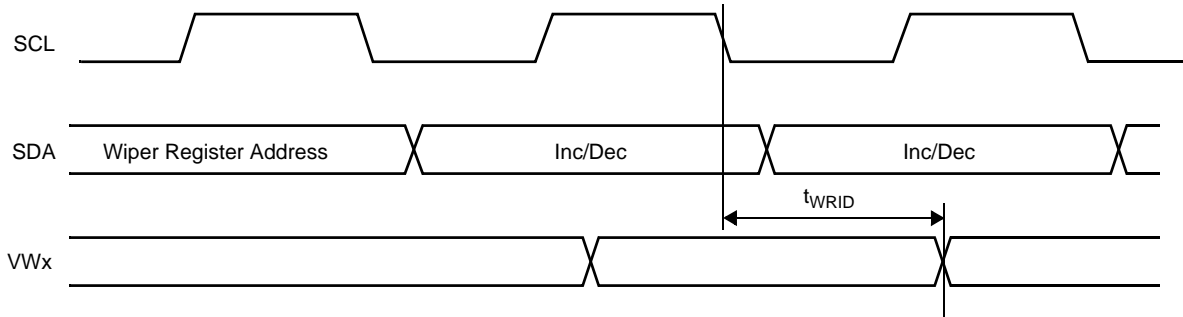 SCL
SDA Wiper Register Address Inc/Dec Inc/Dec
tWRID
VWx